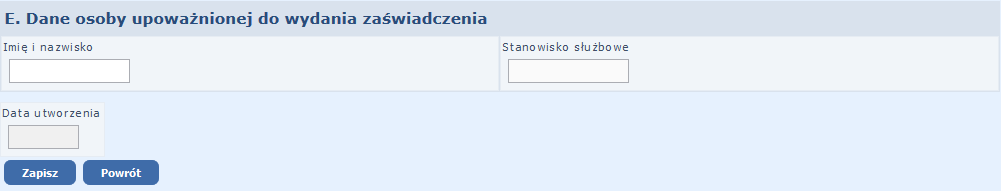 E. Dane osoby upoważnionej do wydania zaświadczenia
Imię i nazwisko
Stanowisko służbowe
Data utworzenia
Zapisz
Powrót